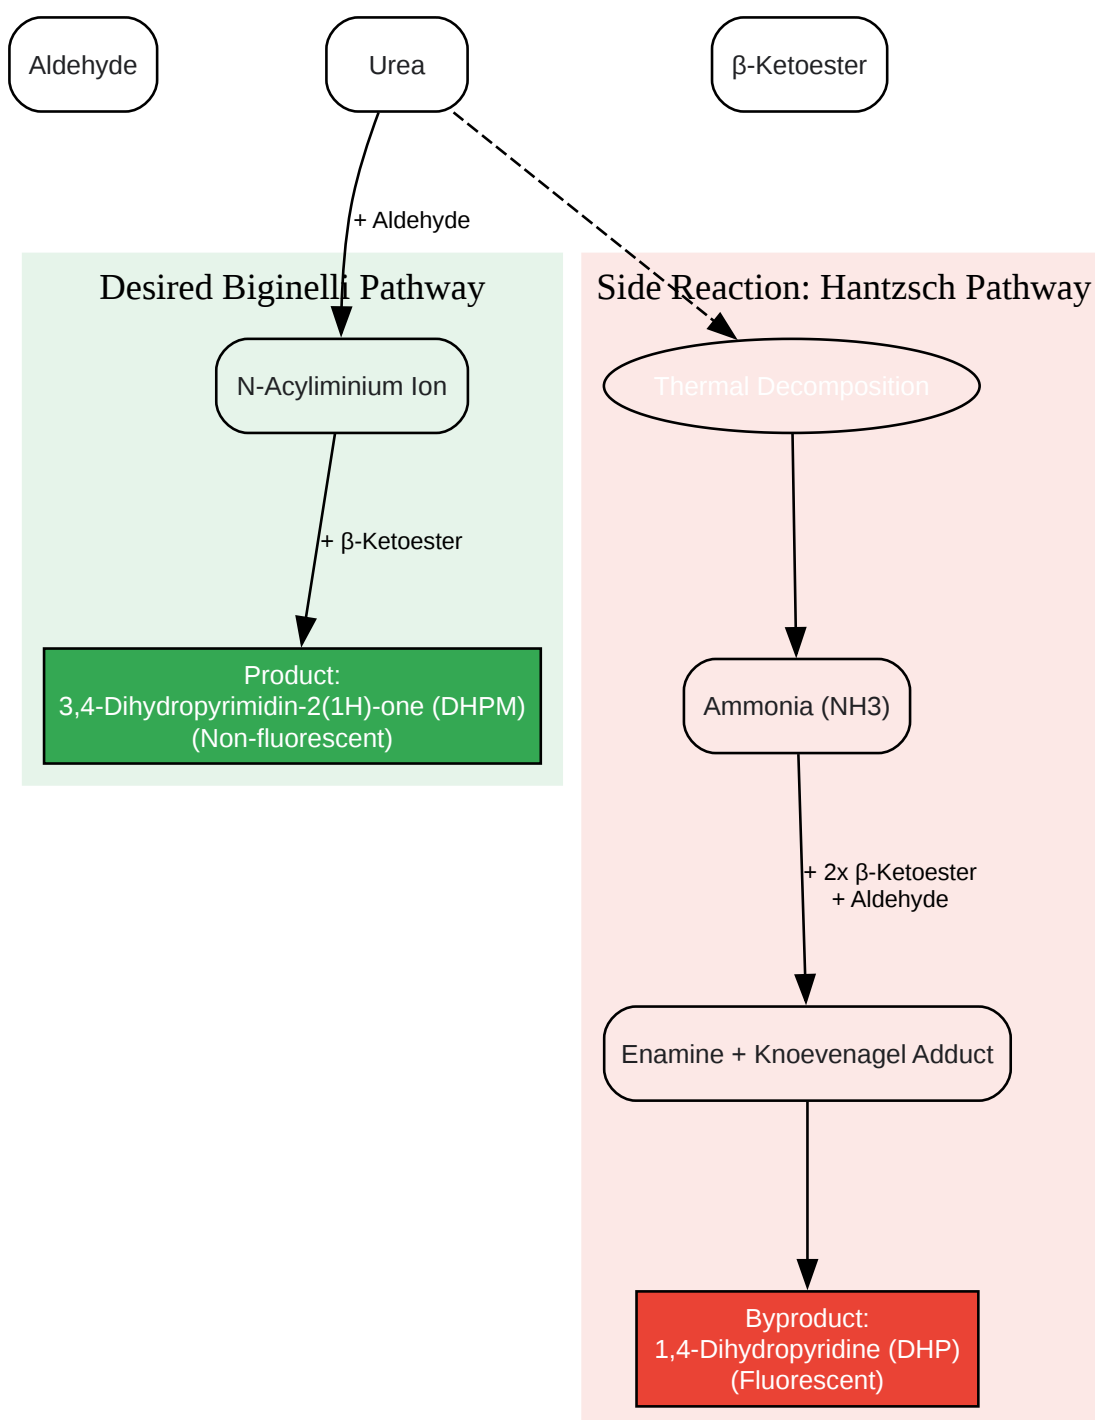 Aldehyde
Urea
β-Ketoester
+ Aldehyde
Desired Biginelli Pathway
Side Reaction: Hantzsch Pathway
N-Acyliminium Ion
Thermal Decomposition
+ β-Ketoester
Product:
3,4-Dihydropyrimidin-2(1H)-one (DHPM)
(Non-fluorescent)
Ammonia (NH3)
+ 2x β-Ketoester
+ Aldehyde
Enamine + Knoevenagel Adduct
Byproduct:
1,4-Dihydropyridine (DHP)
(Fluorescent)